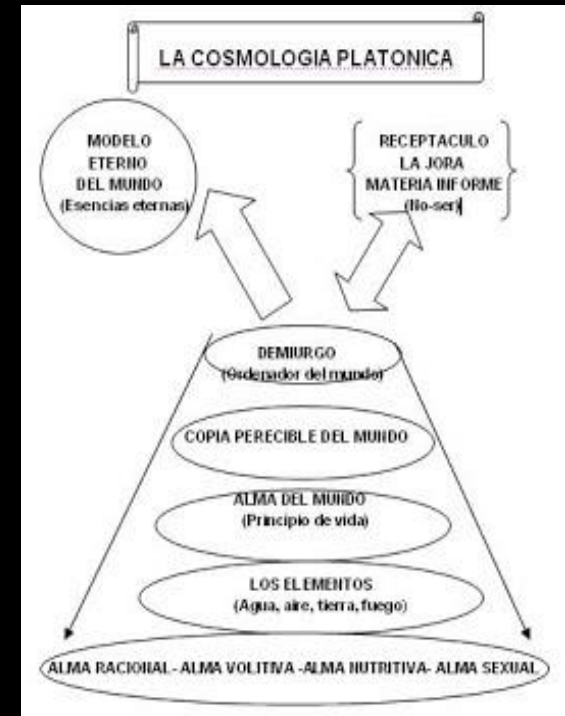 LA COSMOLOGIA PLATONICA
MODELO
ETERNO
DEL MUNDO
(Esencias eternas)
RECEPTACULO
LA JORA
MATERIA INFORME
(No-ser)
DEMIURGO
(Ordenador del mundo)
COPIA PERECIBLE DEL MUNDO
ALMA DEL MUNDO
(Principio de vida)
LOS ELEMENTOS
(Agua, aire, tierra, fuego)
ALMA RACIONAL- ALMA VOLITIVA -ALMA NUTRITIVA- ALMA SEXUAL